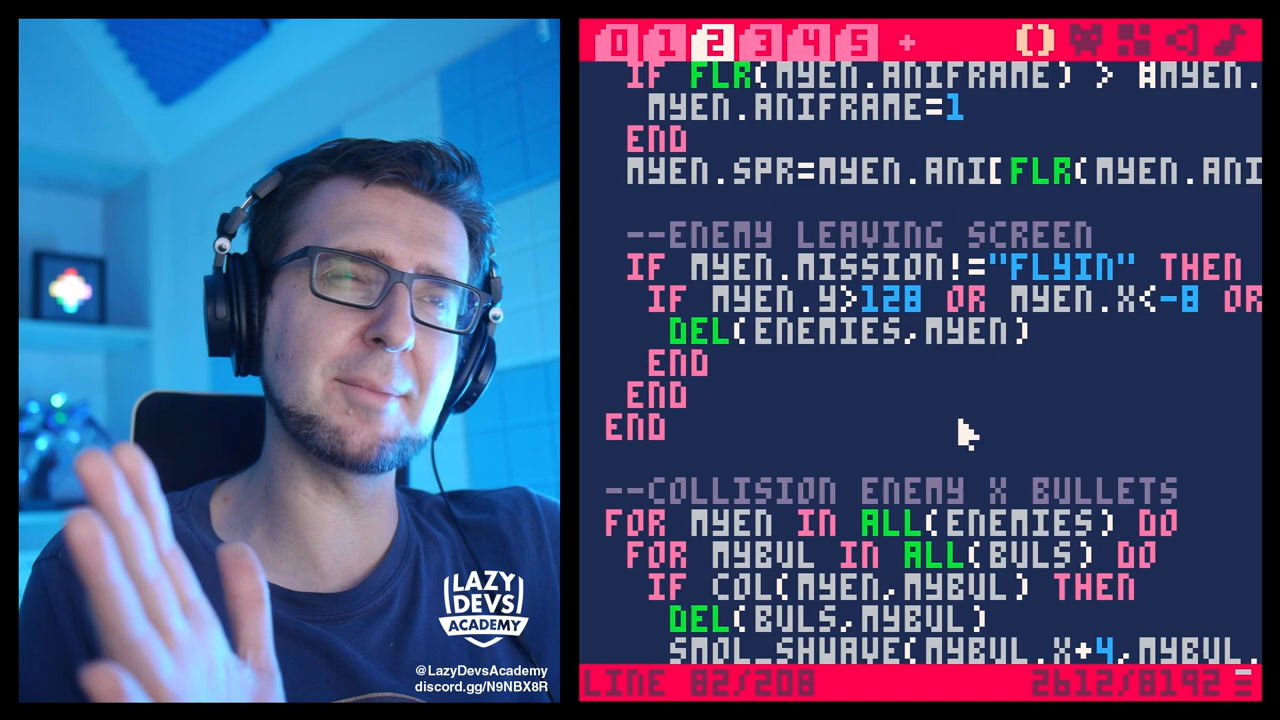 LAZY
DEVS
ACADEMY
@LazyDevsAcademy
discord.gg/N9NBX8R
0 1 2 3 4 5 +
IF FLR(MYEN.ANIFRAME) > #MYEN.
MYEN.ANIFRAME=1
END
MYEN.SPR=MYEN.ANI[FLR(MYEN.ANI
--ENEMY LEAVING SCREEN
IF MYEN.MISSION!="FLYIN" THEN
IF MYEN.Y>128 OR MYEN.X<-8 OR
DEL(ENEMIES,MYEN)
END
END
END
--COLLISION ENEMY X BULLETS
FOR MYEN IN ALL(ENEMIES) DO
FOR MYBUL IN ALL(BULS) DO
IF COL(MYEN,MYBUL) THEN
DEL(BULS,MYBUL)
SMOL_SHWAVE(MYBUL.X+4,MYBUL.
LINE 82/208
2612/8192